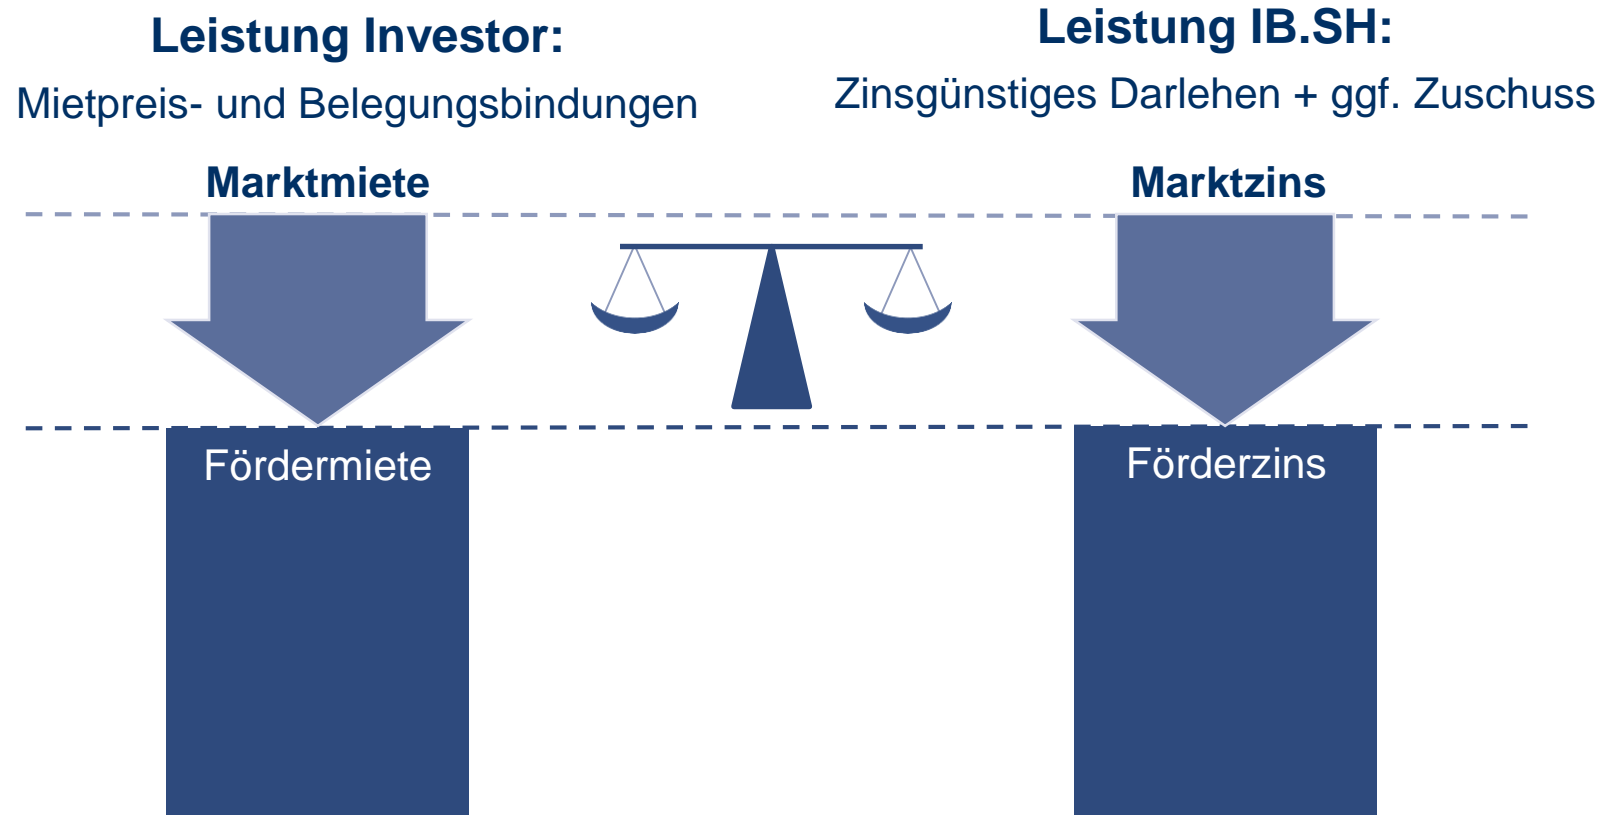 Leistung Investor:
Mietpreis- und Belegungsbindungen
Leistung IB.SH:
Zinsgünstiges Darlehen + ggf. Zuschuss
Marktmiete
Marktzins
Fördermiete
Förderzins